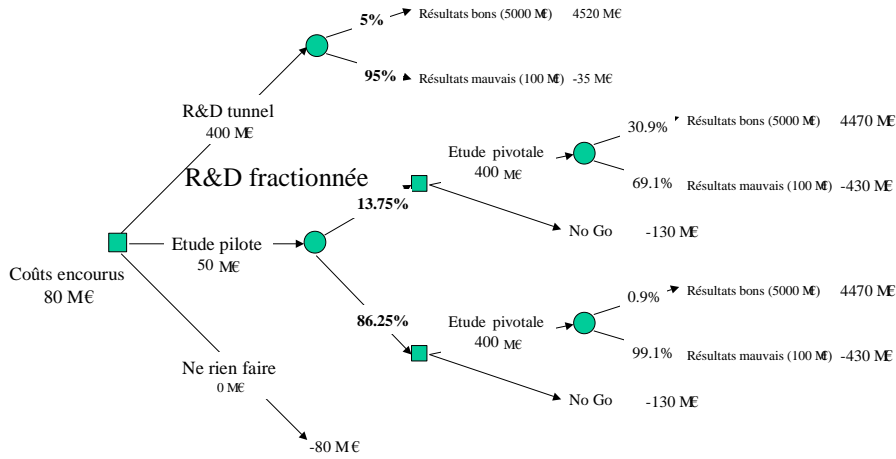 5% Résultats bons (5000 M€) 4520 M€
95% Résultats mauvais (100 M€) -35 M€
R&D tunnel
400 M€
30.9% Résultats bons (5000 M€) 4470 M€
Etude pivotale
400 M€
69.1% Résultats mauvais (100 M€) -430 M€
R&D fractionnée
13.75%
No Go -130 M€
Etude pilote
50 M€
Coûts encourus
80 M€
0.9% Résultats bons (5000 M€) 4470 M€
86.25%
Etude pivotale
400 M€
99.1% Résultats mauvais (100 M€) -430 M€
Ne rien faire
0 M€
No Go -130 M€
-80 M€